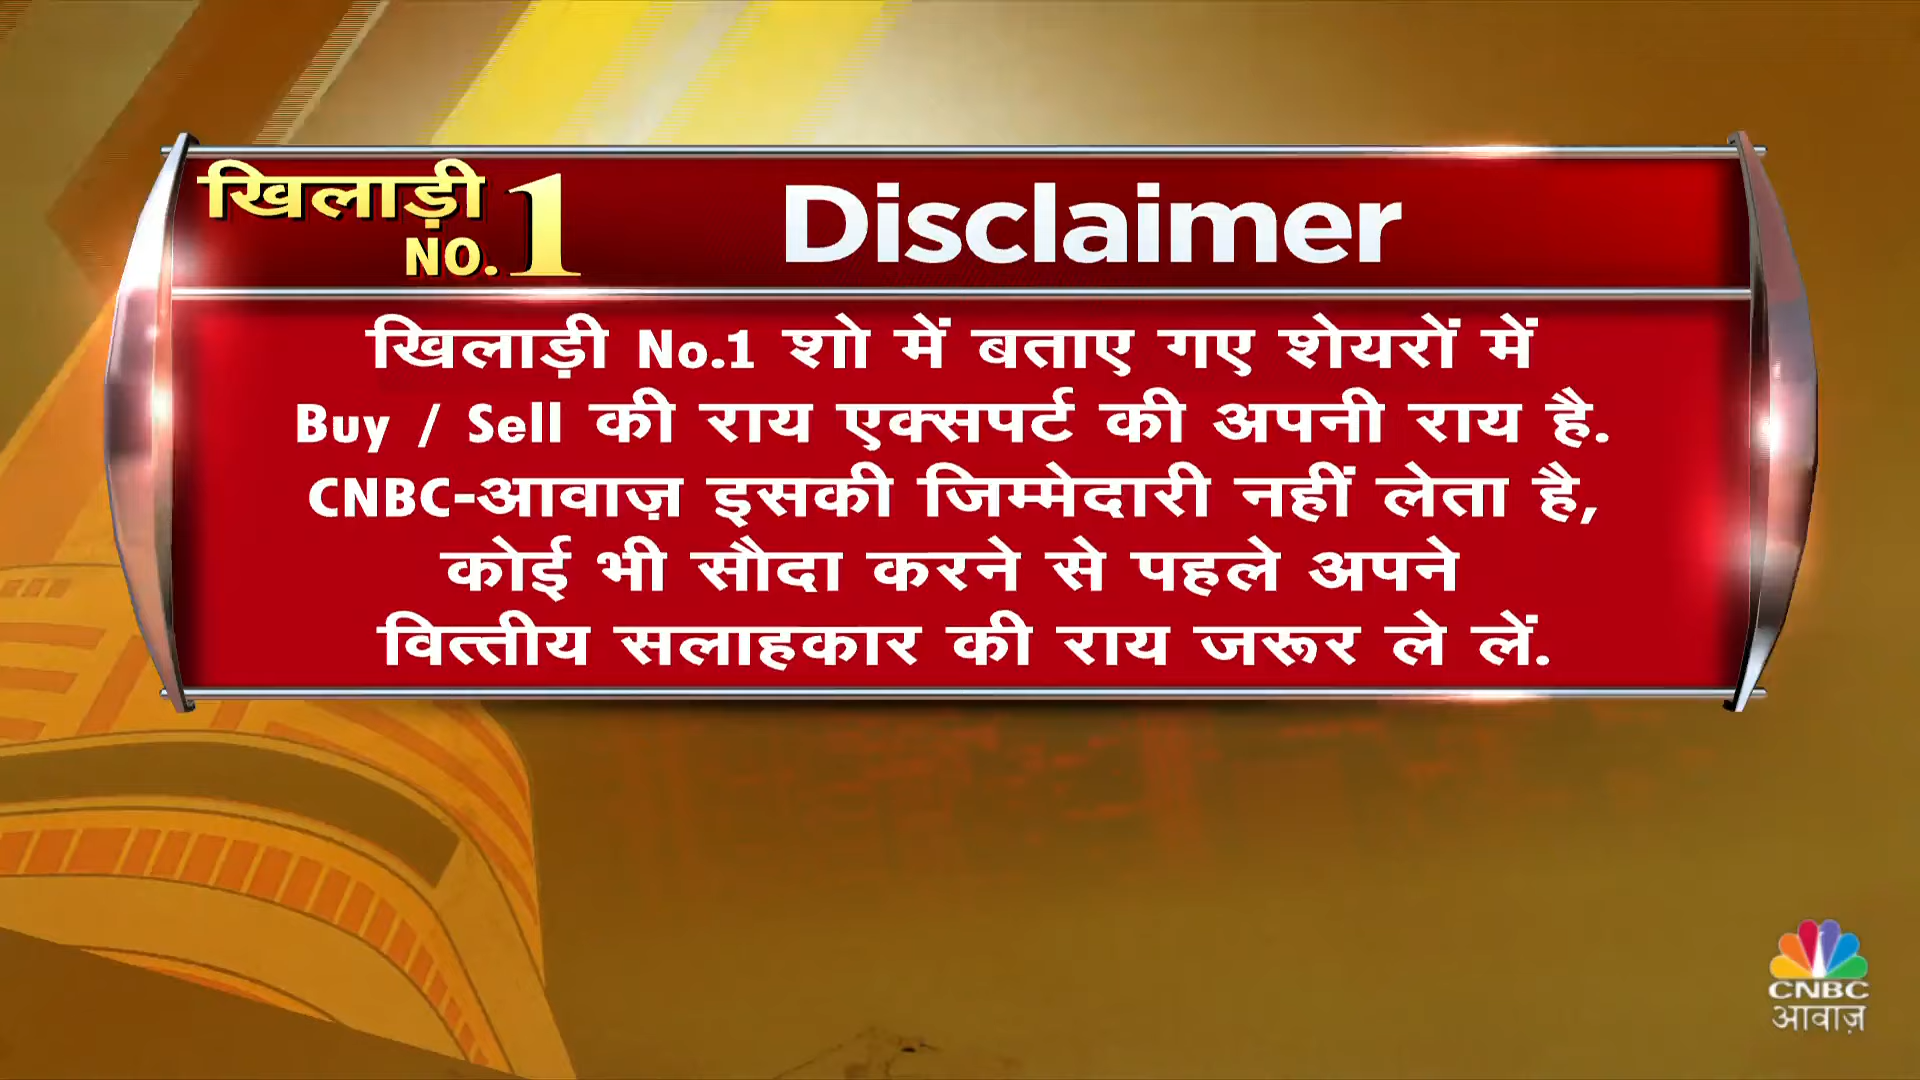 खिलाड़ी
NO. 1
Disclaimer
खिलाड़ी No.1 शो में बताए गए शेयरों में
Buy / Sell की राय एक्सपर्ट की अपनी राय है.
CNBC-आवाज़ इसकी जिम्मेदारी नहीं लेता है,
कोई भी सौदा करने से पहले अपने
वित्तीय सलाहकार की राय जरूर ले लें.
CNBC
आवाज़